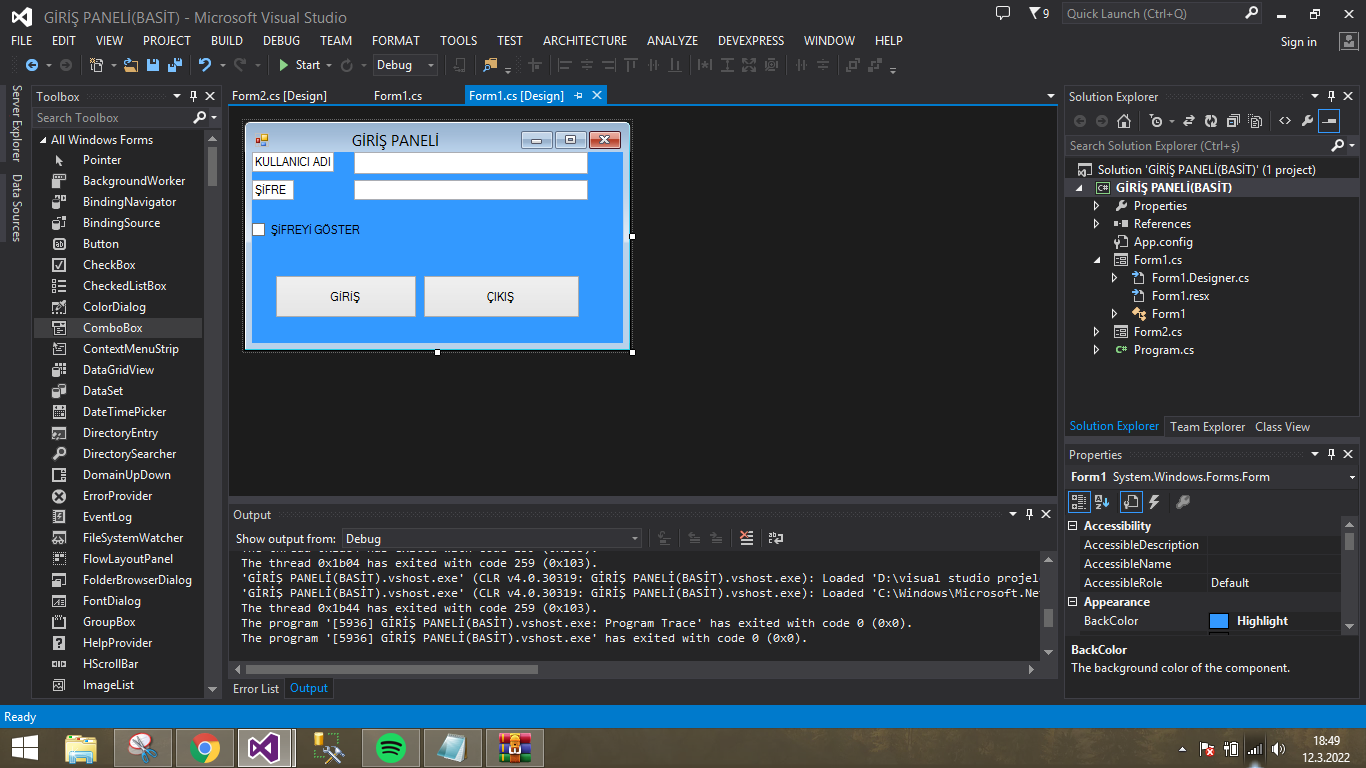 GİRİŞ PANELİ(BASİT) - Microsoft Visual Studio
9
Quick Launch (Ctrl+Q)
FILE EDIT VIEW PROJECT BUILD DEBUG TEAM FORMAT TOOLS TEST ARCHITECTURE ANALYZE DEVEXPRESS WINDOW HELP
Sign in
Start Debug
Server Explorer
Data Sources
Toolbox
Search Toolbox
All Windows Forms
Pointer
BackgroundWorker
BindingNavigator
BindingSource
Button
CheckBox
CheckedListBox
ColorDialog
ComboBox
ContextMenuStrip
DataGridView
DataSet
DateTimePicker
DirectoryEntry
DirectorySearcher
DomainUpDown
ErrorProvider
EventLog
FileSystemWatcher
FlowLayoutPanel
FolderBrowserDialog
FontDialog
GroupBox
HelpProvider
HScrollBar
ImageList
Form2.cs [Design] Form1.cs Form1.cs [Design]
GİRİŞ PANELİ
KULLANICI ADI
ŞİFRE
ŞİFREYİ GÖSTER
GİRİŞ
ÇIKIŞ
Output
Show output from: Debug
The thread 0x1b04 has exited with code 259 (0x103).
'GİRİŞ PANELİ(BASİT).vshost.exe' (CLR v4.0.30319: GİRİŞ PANELİ(BASİT).vshost.exe): Loaded 'D:\visual studio projel
'GİRİŞ PANELİ(BASİT).vshost.exe' (CLR v4.0.30319: GİRİŞ PANELİ(BASİT).vshost.exe): Loaded 'C:\Windows\Microsoft.Ne
The thread 0x1b44 has exited with code 259 (0x103).
The program '[5936] GİRİŞ PANELİ(BASİT).vshost.exe: Program Trace' has exited with code 0 (0x0).
The program '[5936] GİRİŞ PANELİ(BASİT).vshost.exe' has exited with code 0 (0x0).
Error List Output
Solution Explorer
Search Solution Explorer (Ctrl+ş)
Solution 'GİRİŞ PANELİ(BASİT)' (1 project)
C# GİRİŞ PANELİ(BASİT)
Properties
References
App.config
Form1.cs
Form1.Designer.cs
Form1.resx
Form1
Form2.cs
C# Program.cs
Solution Explorer Team Explorer Class View
Properties
Form1 System.Windows.Forms.Form
Accessibility
AccessibleDescription
AccessibleName
AccessibleRole Default
Appearance
BackColor Highlight
BackColor
The background color of the component.
Ready
18:49
12.3.2022